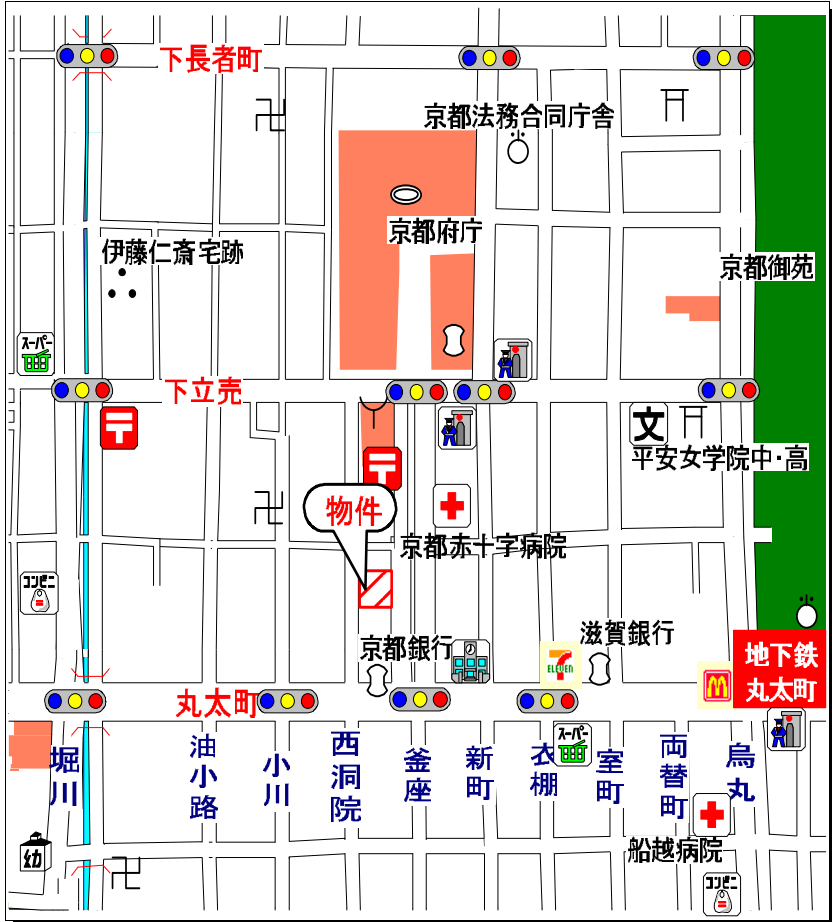 下長者町
京都法務合同庁舎
京都府庁
伊藤仁斎宅跡
京都御苑
スーパー
下立売
文
平安女学院中・高
物件
京都赤十字病院
コンビニ
京都銀行
滋賀銀行
7
ELEVEN
地下鉄
丸太町
丸太町
堀川
油小路
小川
西洞院
釜座
新町
衣棚
スーパー
室町
両替町
烏丸
幼
船越病院
コンビニ